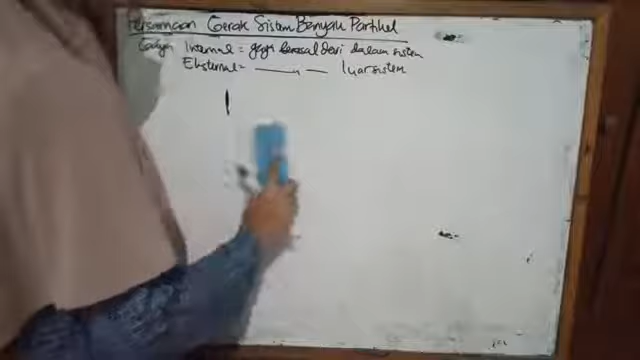 Persamaan Gerak Sistem Banyak Partikel
Gaya Internal = gaya berasal dari dalam sistem
Eksternal = — " — luar sistem